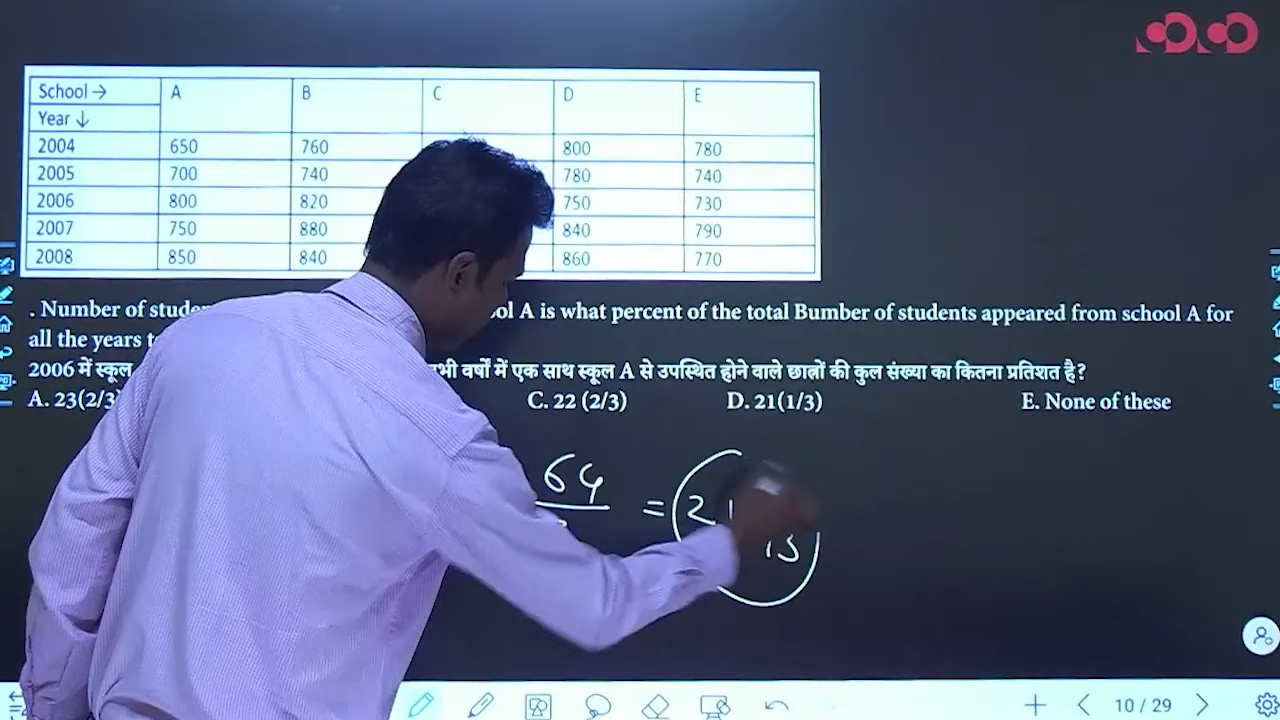 School → A B C D E
Year ↓
2004 650 760 800 780
2005 700 740 780 740
2006 800 820 750 730
2007 750 880 840 790
2008 850 840 860 770
. Number of A is what percent of the total Bumber of students appeared from school A for
all the years
2006 में स्कूल वर्षों में एक साथ स्कूल A से उपस्थित होने वाले छात्रों की कुल संख्या का कितना प्रतिशत है?
A. 23(2/3) C. 22 (2/3) D. 21(1/3) E. None of these
64 = 21
15
10 / 29